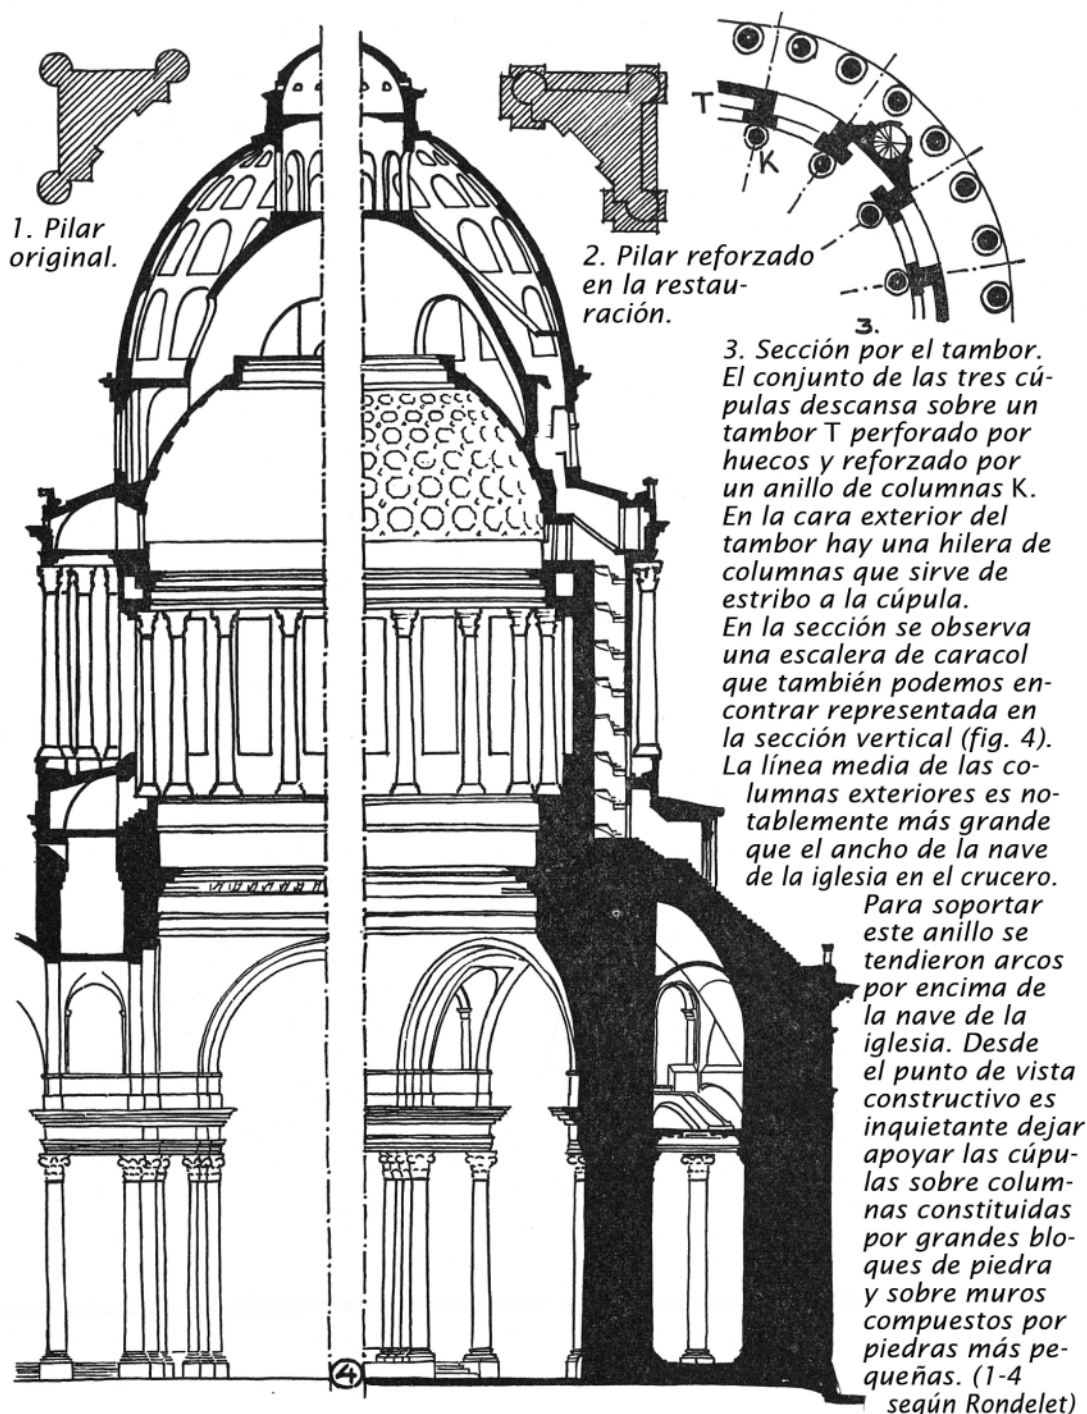 1. Pilar
original.
2. Pilar reforzado
en la restau-
ración.
T
K
3.
3. Sección por el tambor.
El conjunto de las tres cú-
pulas descansa sobre un
tambor T perforado por
huecos y reforzado por
un anillo de columnas K.
En la cara exterior del
tambor hay una hilera de
columnas que sirve de
estribo a la cúpula.
En la sección se observa
una escalera de caracol
que también podemos en-
contrar representada en
la sección vertical (fig. 4).
La línea media de las co-
lumnas exteriores es no-
tablemente más grande
que el ancho de la nave
de la iglesia en el crucero.
Para soportar
este anillo se
tendieron arcos
por encima de
la nave de la
iglesia. Desde
el punto de vista
constructivo es
inquietante dejar
apoyar las cúpu-
las sobre colum-
nas constituidas
por grandes blo-
ques de piedra
y sobre muros
compuestos por
piedras más pe-
queñas. (1-4
según Rondelet)
4